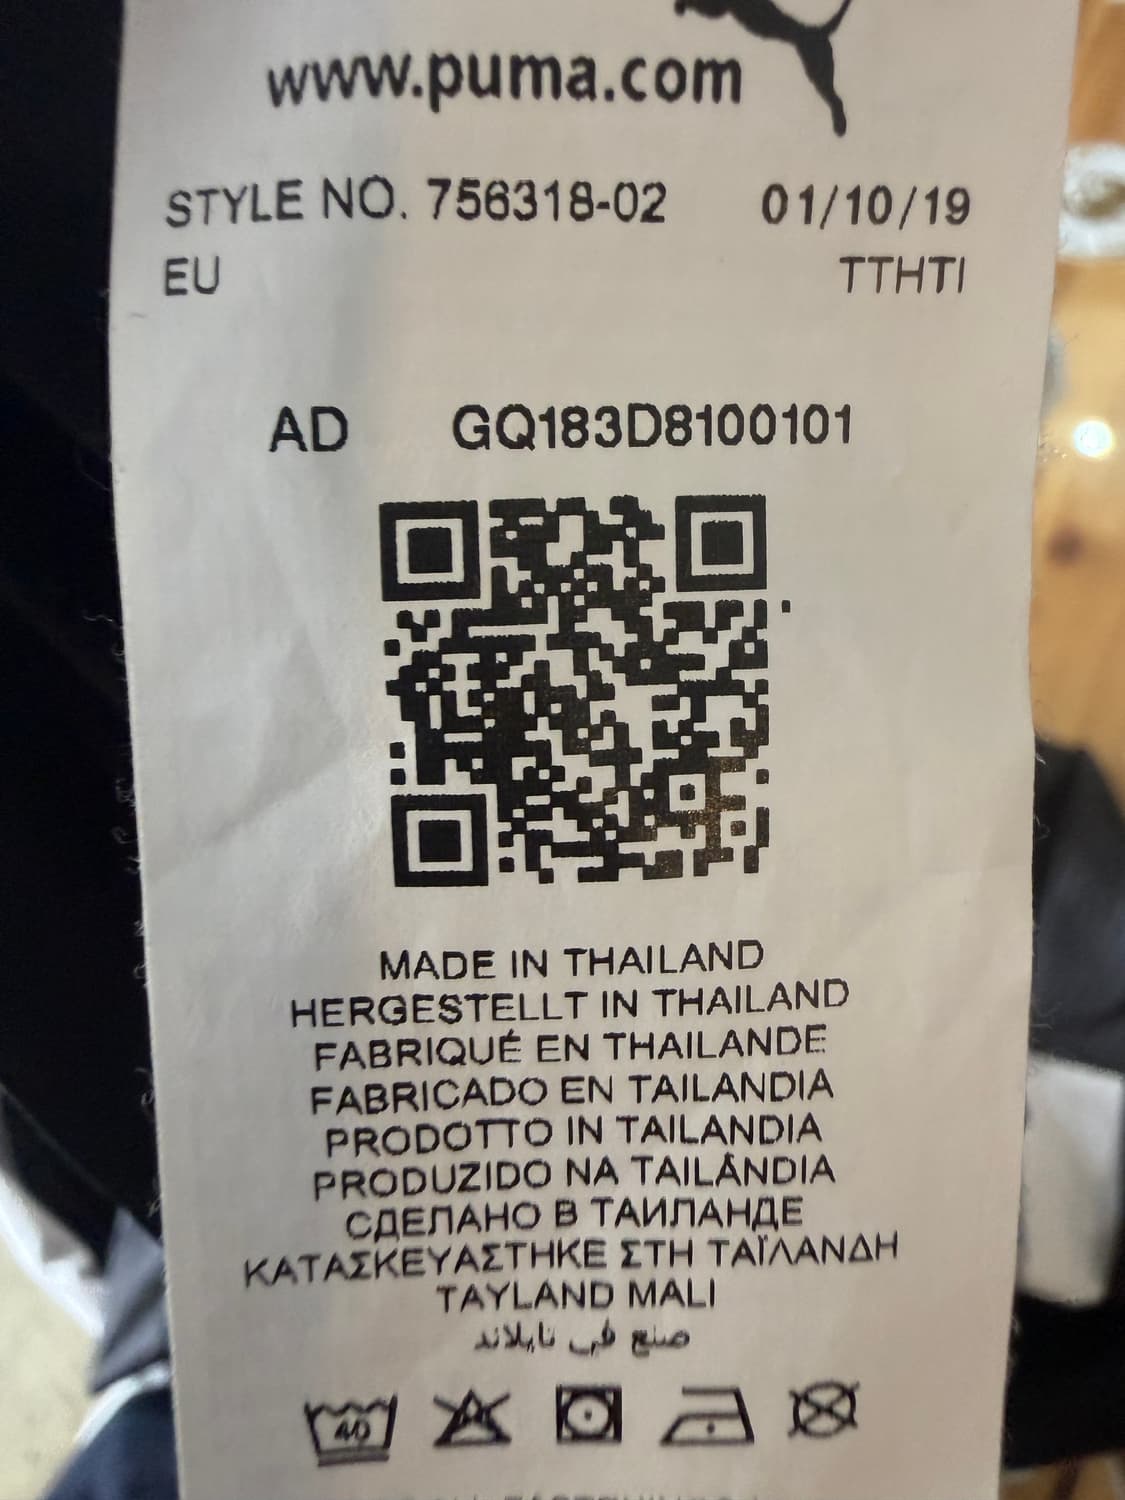 www.puma.com
STYLE NO. 756318-02 01/10/19
EU TTHTI
AD GQ183D8100101
MADE IN THAILAND
HERGESTELLT IN THAILAND
FABRIQUÉ EN THAILANDE
FABRICADO EN TAILANDIA
PRODOTTO IN TAILANDIA
PRODUZIDO NA TAILÂNDIA
СДЕЛАНО В ТАИЛАНДЕ
ΚΑΤΑΣΚΕΥΑΣΤΗΚΕ ΣΤΗ ΤΑΪΛΑΝΔΗ
TAYLAND MALI
صنع في تايلاند
40